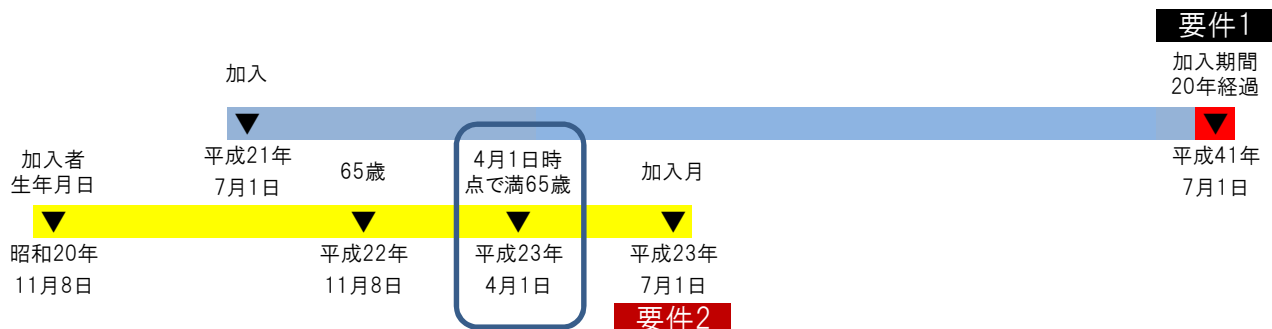 要件1
加入
加入期間
20年経過
平成21年
7月1日
平成41年
7月1日
加入者
生年月日
65歳
4月1日時
点で満65歳
加入月
昭和20年
11月8日
平成22年
11月8日
平成23年
4月1日
平成23年
7月1日
要件2